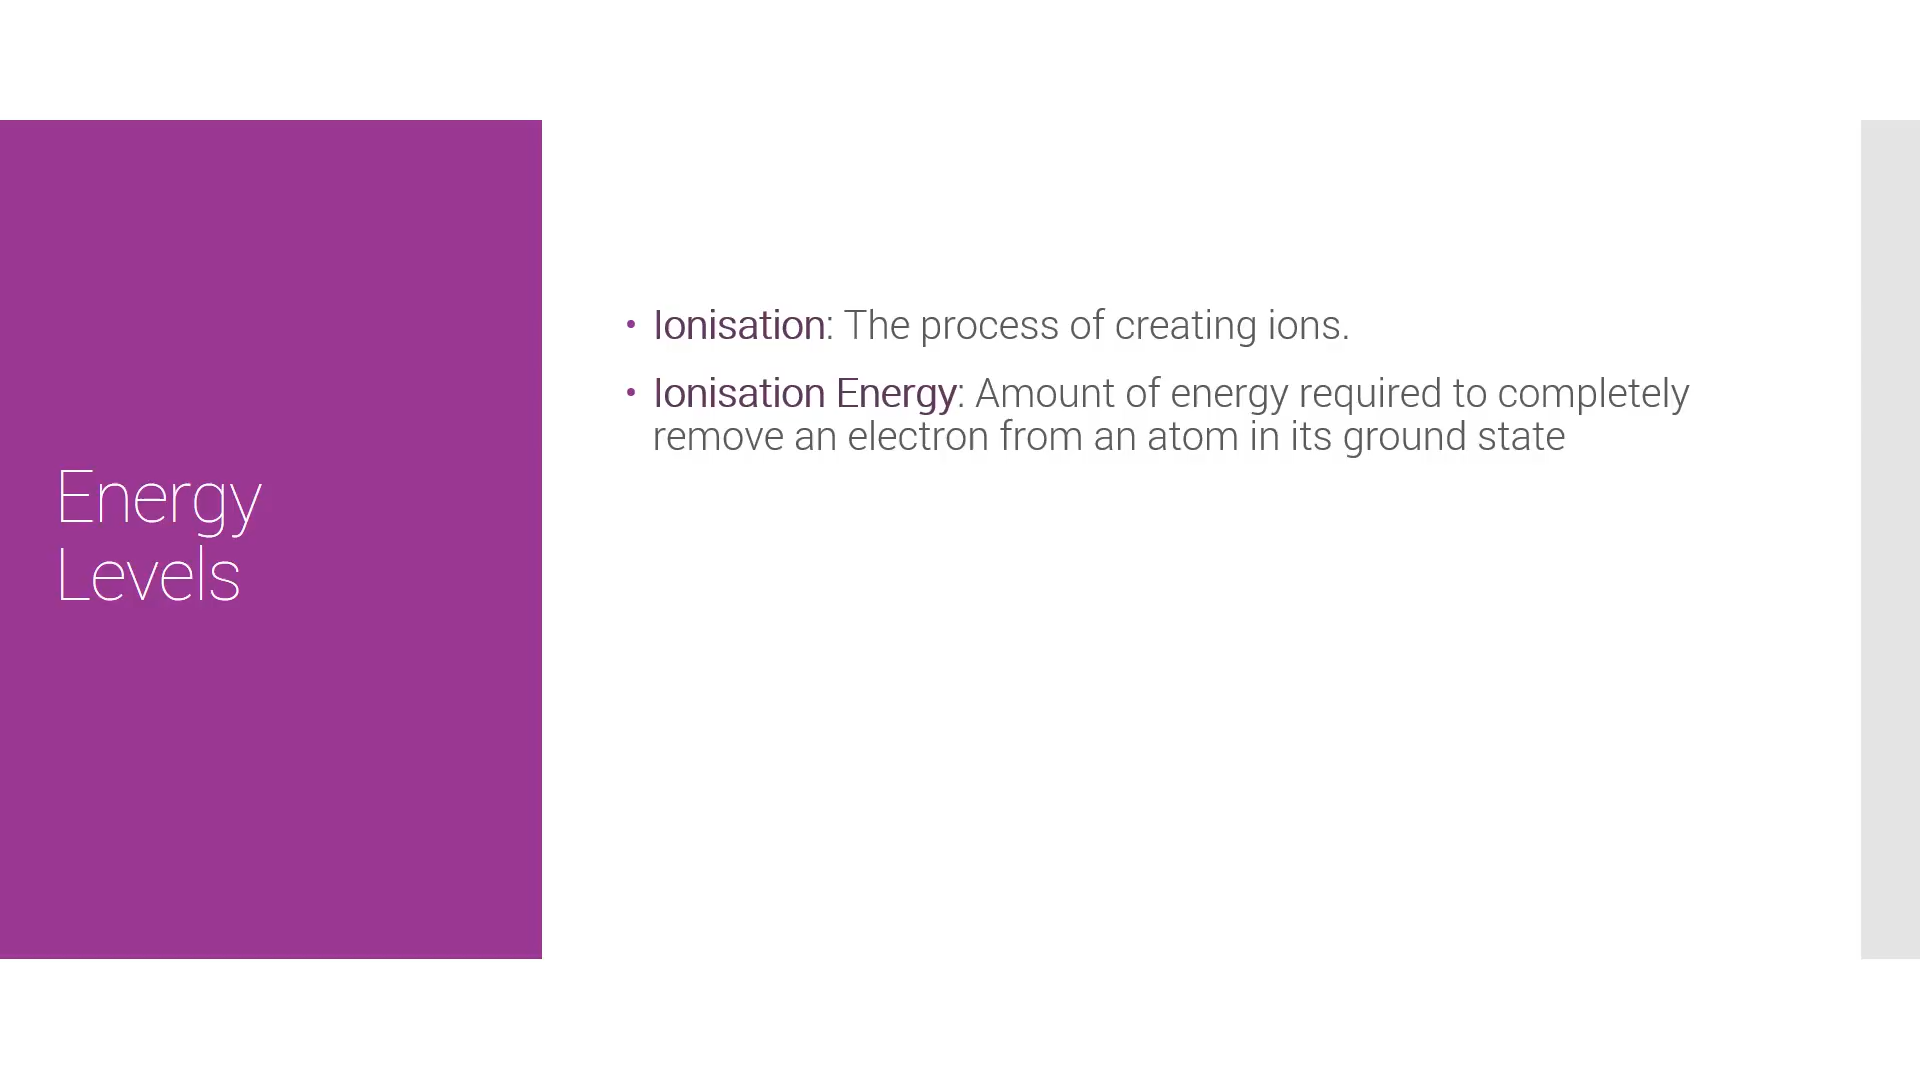 Energy
Levels
• Ionisation: The process of creating ions.
• Ionisation Energy: Amount of energy required to completely
remove an electron from an atom in its ground state